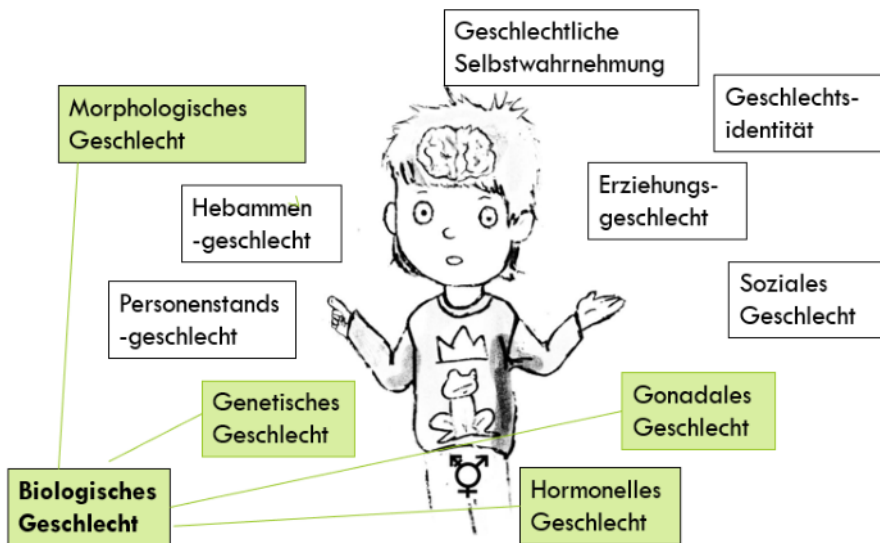 Geschlechtliche
Selbstwahrnehmung
Morphologisches
Geschlecht
Geschlechts-
identität
Hebammen
-geschlecht
Erziehungs-
geschlecht
Personenstands
-geschlecht
Soziales
Geschlecht
Genetisches
Geschlecht
Gonadales
Geschlecht
Biologisches
Geschlecht
Hormonelles
Geschlecht